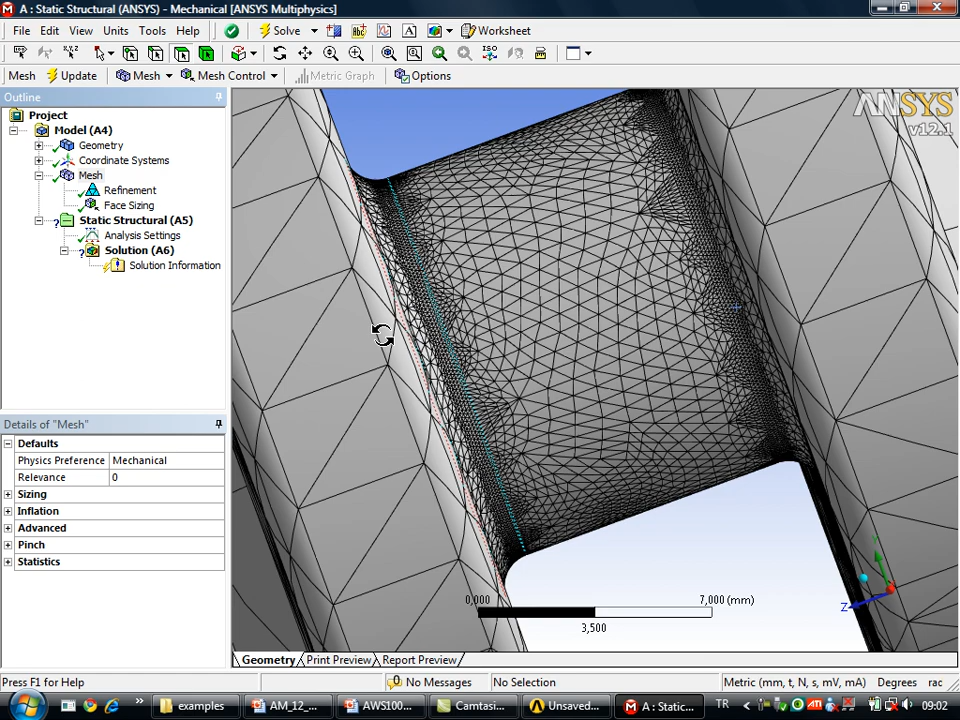 A : Static Structural (ANSYS) - Mechanical [ANSYS Multiphysics]
File Edit View Units Tools Help Solve Worksheet
Mesh Update Mesh Mesh Control Metric Graph Options
Outline
Project
Model (A4)
Geometry
Coordinate Systems
Mesh
Refinement
Face Sizing
Static Structural (A5)
Analysis Settings
Solution (A6)
Solution Information
Details of "Mesh"
Defaults
Physics Preference Mechanical
Relevance 0
Sizing
Inflation
Advanced
Pinch
Statistics
ANSYS
v12.1
0,000 7,000 (mm)
3,500
Y
Z
Geometry Print Preview Report Preview
Press F1 for Help No Messages No Selection Metric (mm, t, N, s, mV, mA) Degrees rac
examples AM_12_... AWS100... Camtasi... Unsaved... A : Static... TR 09:02